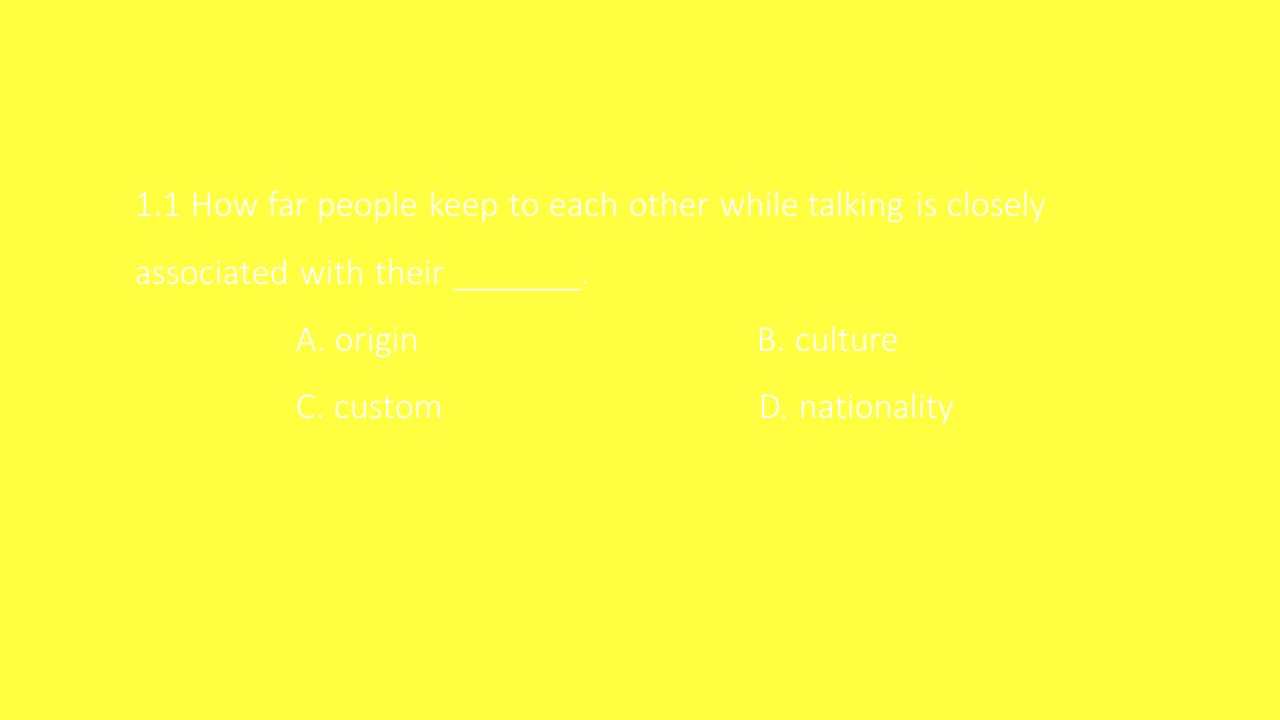 1.1 How far people keep to each other while talking is closely
associated with their _______.
A. origin B. culture
C. custom D. nationality